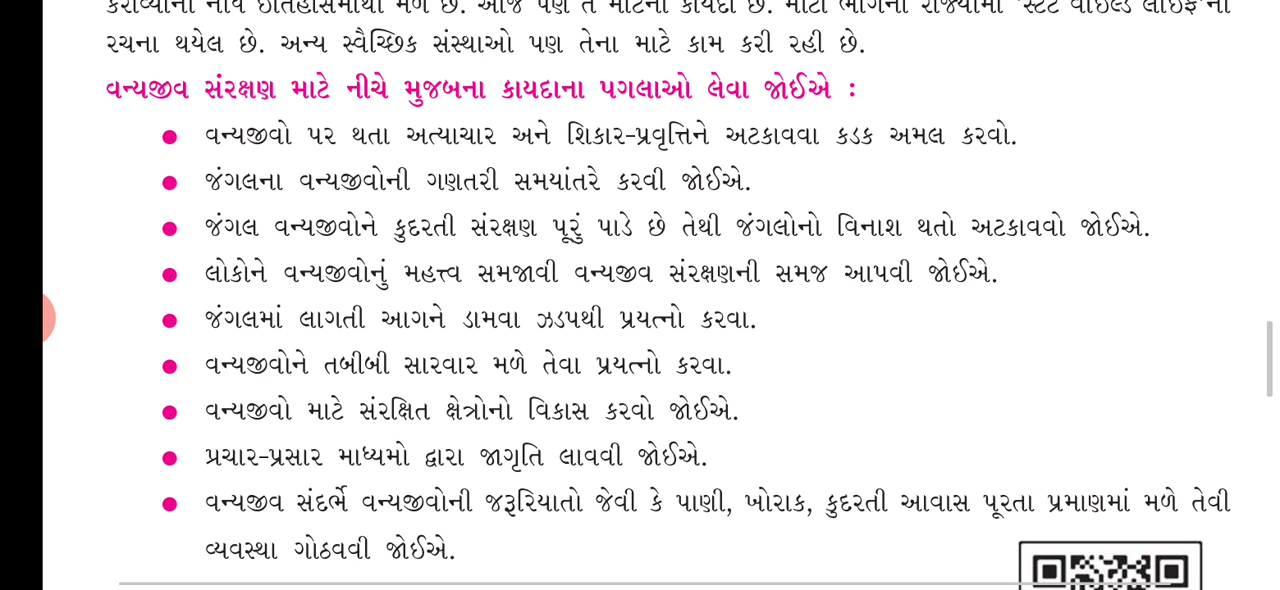 રચના થયેલ છે. અન્ય સ્વૈચ્છિક સંસ્થાઓ પણ તેના માટે કામ કરી રહી છે.
વન્યજીવ સંરક્ષણ માટે નીચે મુજબના કાયદાના પગલાઓ લેવા જોઈએ :
● વન્યજીવો પર થતા અત્યાચાર અને શિકાર-પ્રવૃત્તિને અટકાવવા કડક અમલ કરવો.
● જંગલના વન્યજીવોની ગણતરી સમયાંતરે કરવી જોઈએ.
● જંગલ વન્યજીવોને કુદરતી સંરક્ષણ પૂરું પાડે છે તેથી જંગલોનો વિનાશ થતો અટકાવવો જોઈએ.
● લોકોને વન્યજીવોનું મહત્ત્વ સમજાવી વન્યજીવ સંરક્ષણની સમજ આપવી જોઈએ.
● જંગલમાં લાગતી આગને ડામવા ઝડપથી પ્રયત્નો કરવા.
● વન્યજીવોને તબીબી સારવાર મળે તેવા પ્રયત્નો કરવા.
● વન્યજીવો માટે સંરક્ષિત ક્ષેત્રોનો વિકાસ કરવો જોઈએ.
● પ્રચાર-પ્રસાર માધ્યમો દ્વારા જાગૃતિ લાવવી જોઈએ.
● વન્યજીવ સંદર્ભે વન્યજીવોની જરૂરિયાતો જેવી કે પાણી, ખોરાક, કુદરતી આવાસ પૂરતા પ્રમાણમાં મળે તેવી
વ્યવસ્થા ગોઠવવી જોઈએ.